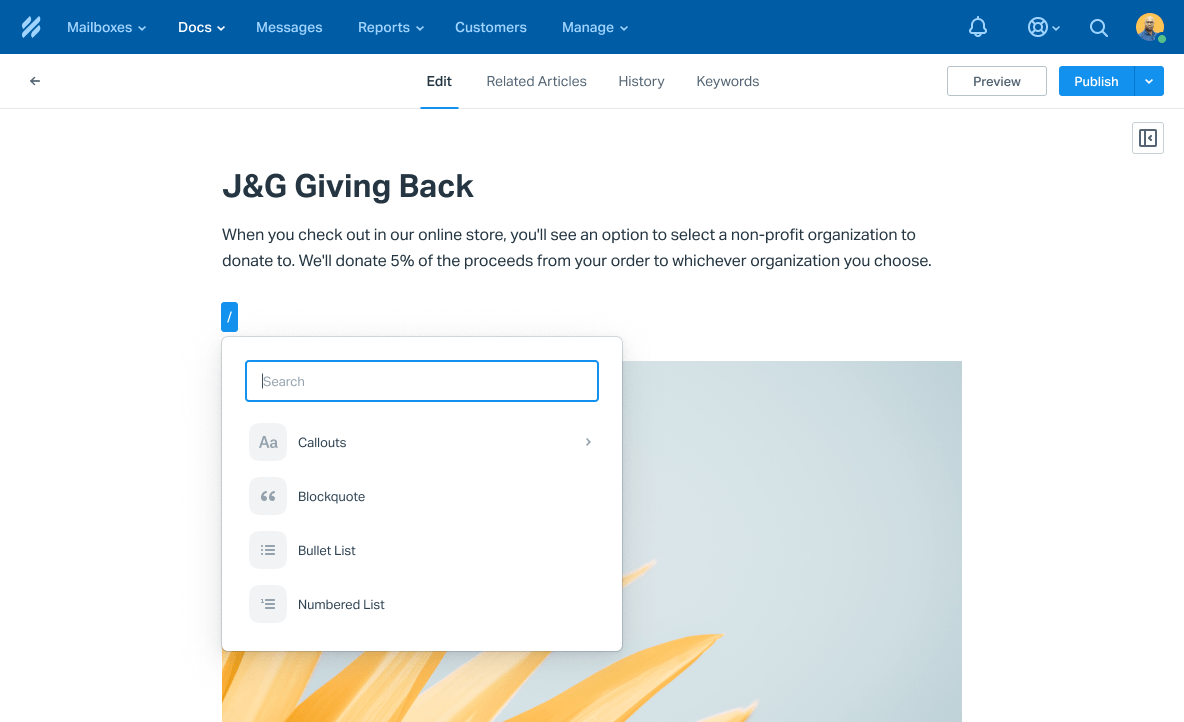 Mailboxes Docs Messages Reports Customers Manage
Edit Related Articles History Keywords Preview Publish
J&G Giving Back
When you check out in our online store, you'll see an option to select a non-profit organization to
donate to. We'll donate 5% of the proceeds from your order to whichever organization you choose.
/
Search
Aa Callouts
Blockquote
Bullet List
Numbered List